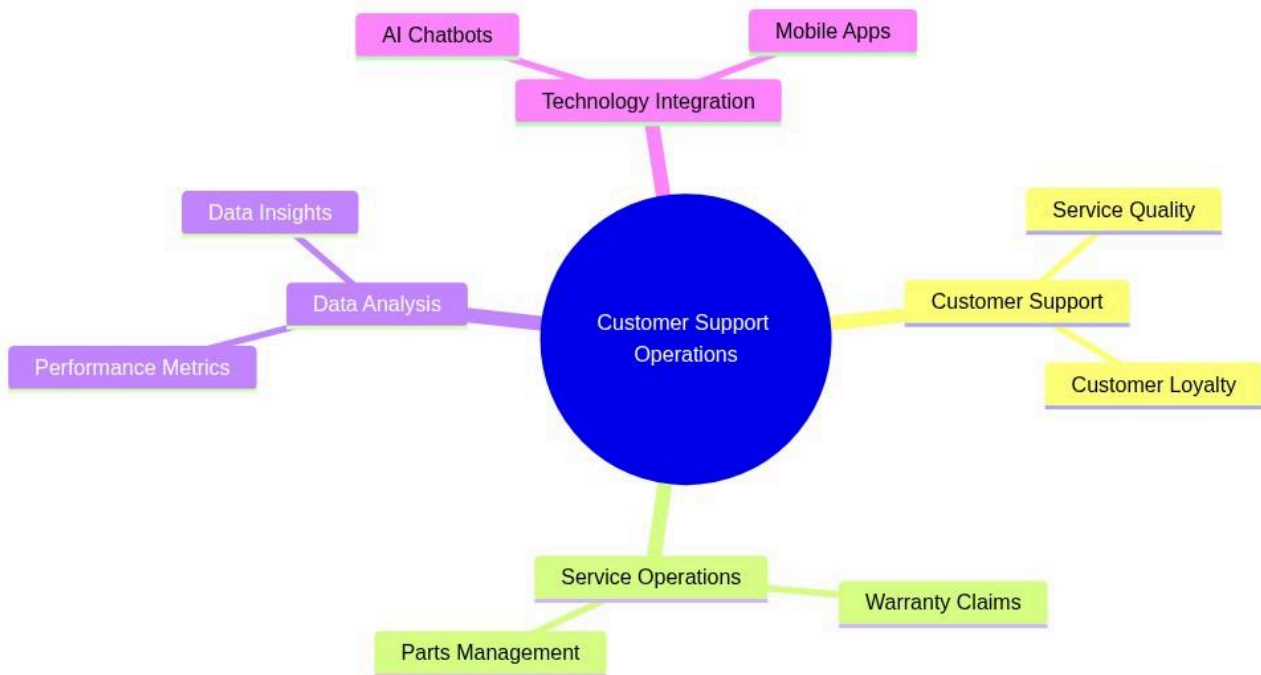 AI Chatbots
Mobile Apps
Technology Integration
Data Insights
Service Quality
Data Analysis
Customer Support
Customer Support
Operations
Performance Metrics
Customer Loyalty
Service Operations
Warranty Claims
Parts Management